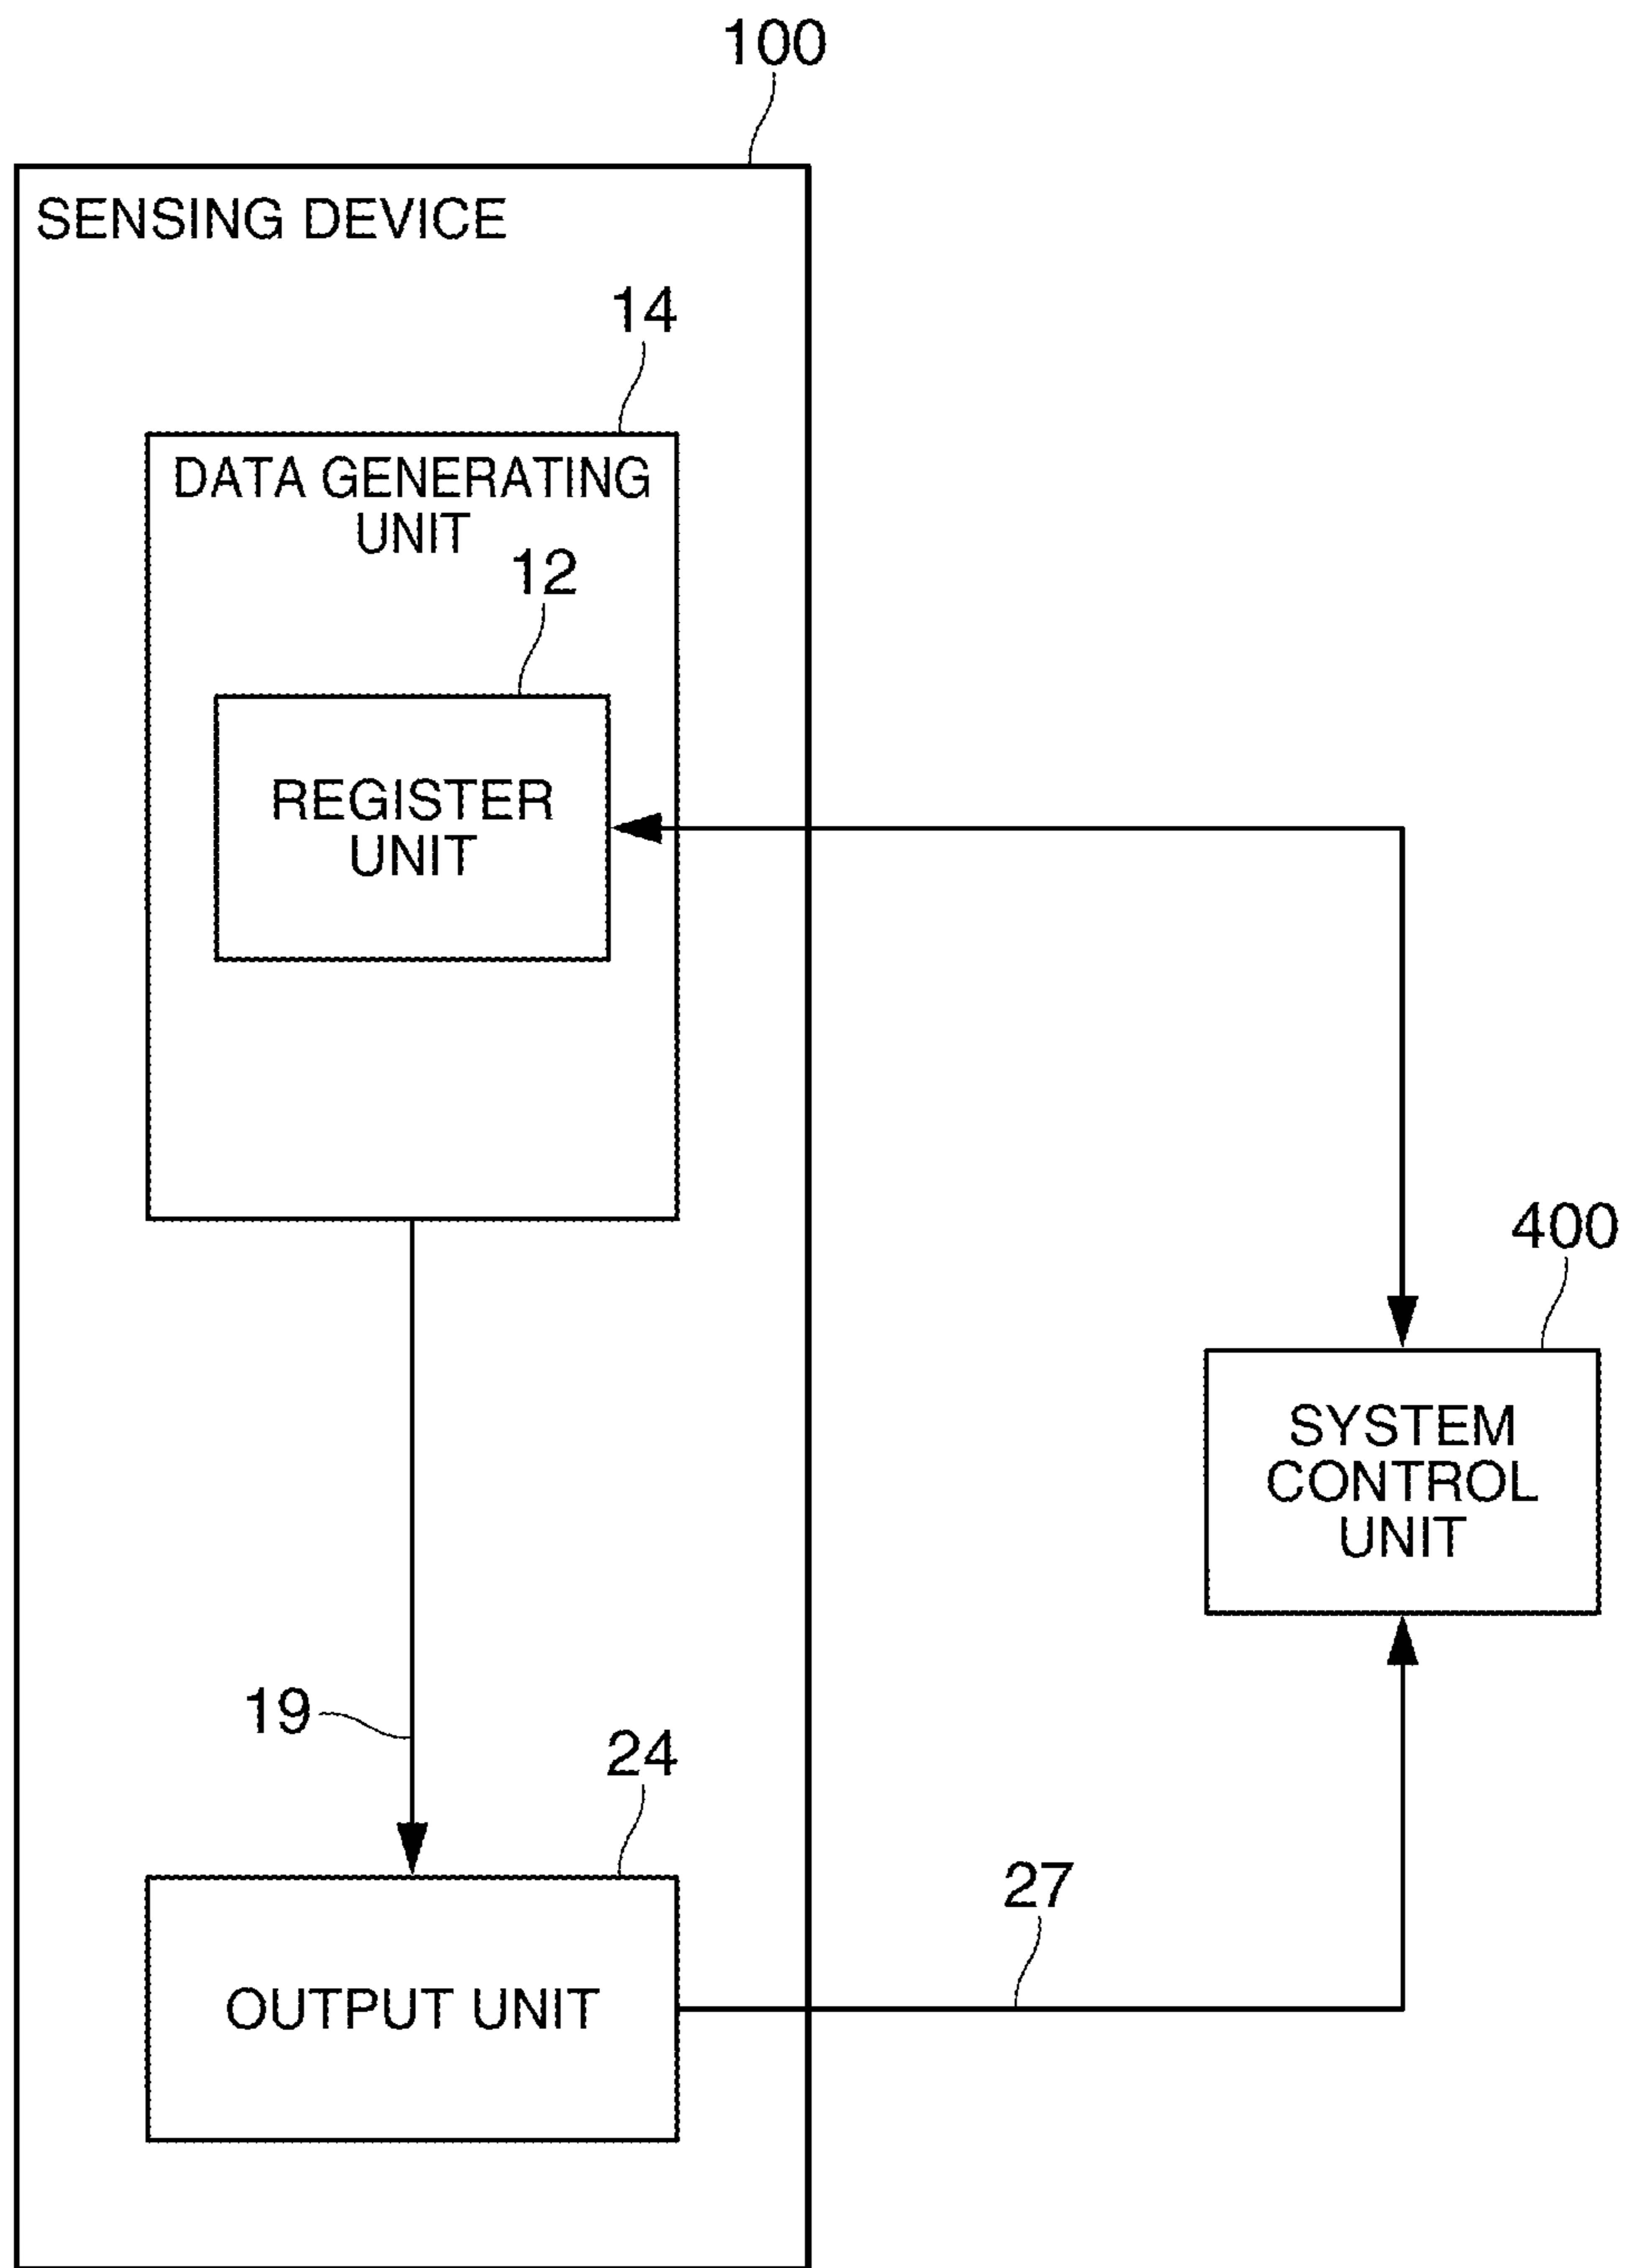 100
SENSING DEVICE
14
DATA GENERATING
UNIT
12
REGISTER
UNIT
400
SYSTEM
CONTROL
UNIT
19
24
27
OUTPUT UNIT